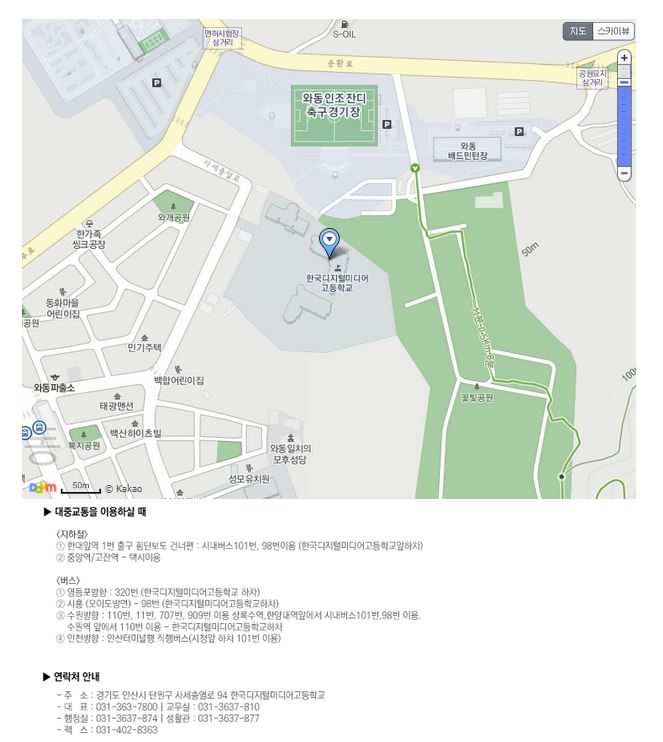 면허시험장
삼거리
S-OIL
지도
스카이뷰
순환로
공원묘지
삼거리
와동인조잔디
축구경기장
와동
배드민턴장
사세충열로
와개공원
한가족
씽크공장
50m
동화마을
어린이집
한국디지털미디어
고등학교
민기주택
백합어린이집
100
와동파출소
태광맨션
꽃빛공원
백산하이츠빌
복지공원
와동일치의
모후성당
성모유치원
50m
© Kakao
▶ 대중교통을 이용하실 때
<지하철>
① 한대앞역 1번 출구 횡단보도 건너편 : 시내버스101번, 98번이용 (한국디지털미디어고등학교앞하차)
② 중앙역/고잔역 - 택시이용
<버스>
① 영등포방향 : 320번 (한국디지털미디어고등학교 하차)
② 시흥 (오이도방면) - 98번 (한국디지털미디어고등학교하차)
③ 수원방향 : 110번, 11번, 707번, 909번 이용 상록수역,한양대역앞에서 시내버스101번,98번 이용.
수원역 앞에서 110번 이용 - 한국디지털미디어고등학교하차
④ 인천방향 : 안산터미널행 직행버스(시청앞 하차 101번 이용)
▶ 연락처 안내
- 주 소 : 경기도 안산시 단원구 사세충열로 94 한국디지털미디어고등학교
- 대 표 : 031-363-7800 | 교무실 : 031-3637-810
- 행정실 : 031-3637-874 | 생활관 : 031-3637-877
- 팩 스 : 031-402-8363